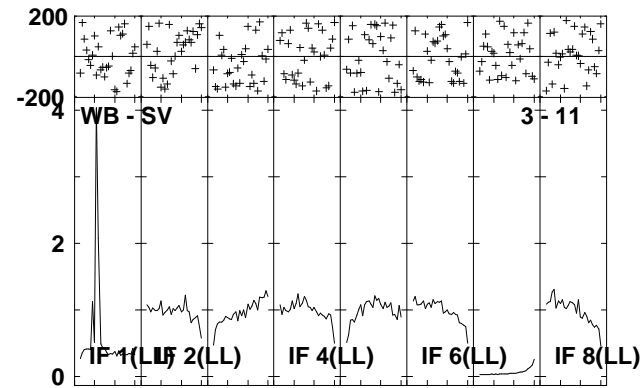 200
-200
4
WB - SV 3 - 11
2
IF 1(LL) IF 2(LL) IF 4(LL) IF 6(LL) IF 8(LL)
0